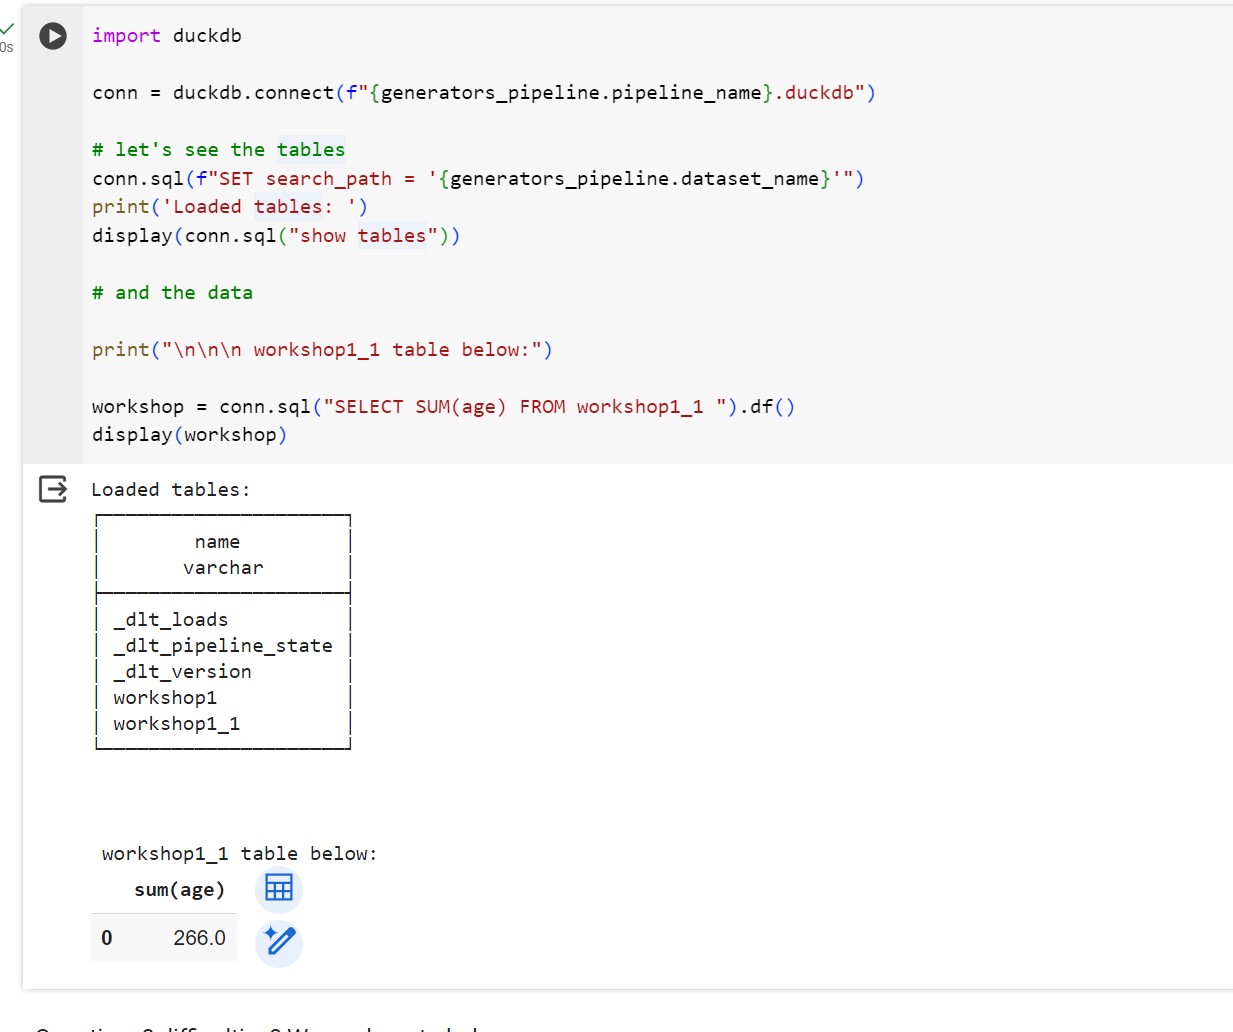 0s
import duckdb
conn = duckdb.connect(f"{generators_pipeline.pipeline_name}.duckdb")
# let's see the tables
conn.sql(f"SET search_path = '{generators_pipeline.dataset_name}'")
print('Loaded tables: ')
display(conn.sql("show tables"))
# and the data
print("\n\n\n workshop1_1 table below:")
workshop = conn.sql("SELECT SUM(age) FROM workshop1_1 ").df()
display(workshop)
Loaded tables:
name
varchar
_dlt_loads
_dlt_pipeline_state
_dlt_version
workshop1
workshop1_1
workshop1_1 table below:
sum(age)
0 266.0